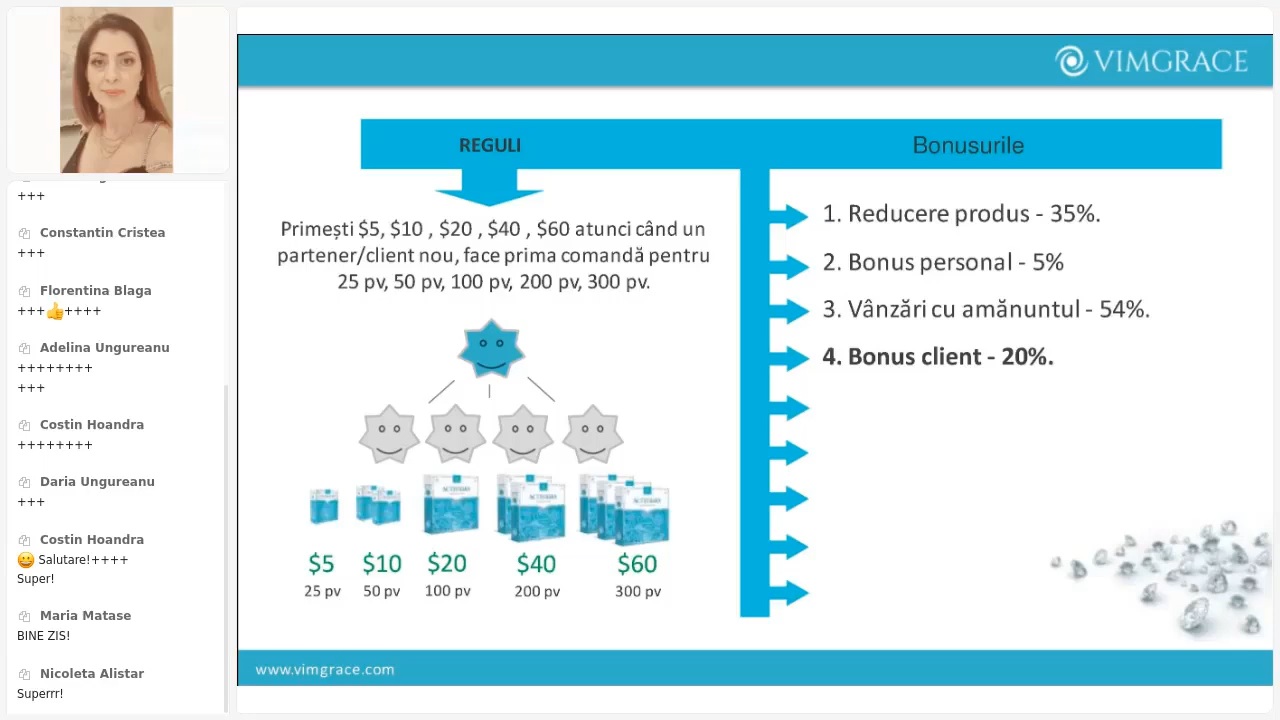 +++
Constantin Cristea
+++
Florentina Blaga
+++👍++++
Adelina Ungureanu
++++++++
+++
Costin Hoandra
++++++++
Daria Ungureanu
+++
Costin Hoandra
😀 Salutare!++++
Super!
Maria Matase
BINE ZIS!
Nicoleta Alistar
Superrr!
VIMGRACE
REGULI
Primești $5, $10 , $20 , $40 , $60 atunci când un
partener/client nou, face prima comandă pentru
25 pv, 50 pv, 100 pv, 200 pv, 300 pv.
$5 $10 $20 $40 $60
25 pv 50 pv 100 pv 200 pv 300 pv
Bonusurile
1. Reducere produs - 35%.
2. Bonus personal - 5%
3. Vânzări cu amănuntul - 54%.
4. Bonus client - 20%.
www.vimgrace.com